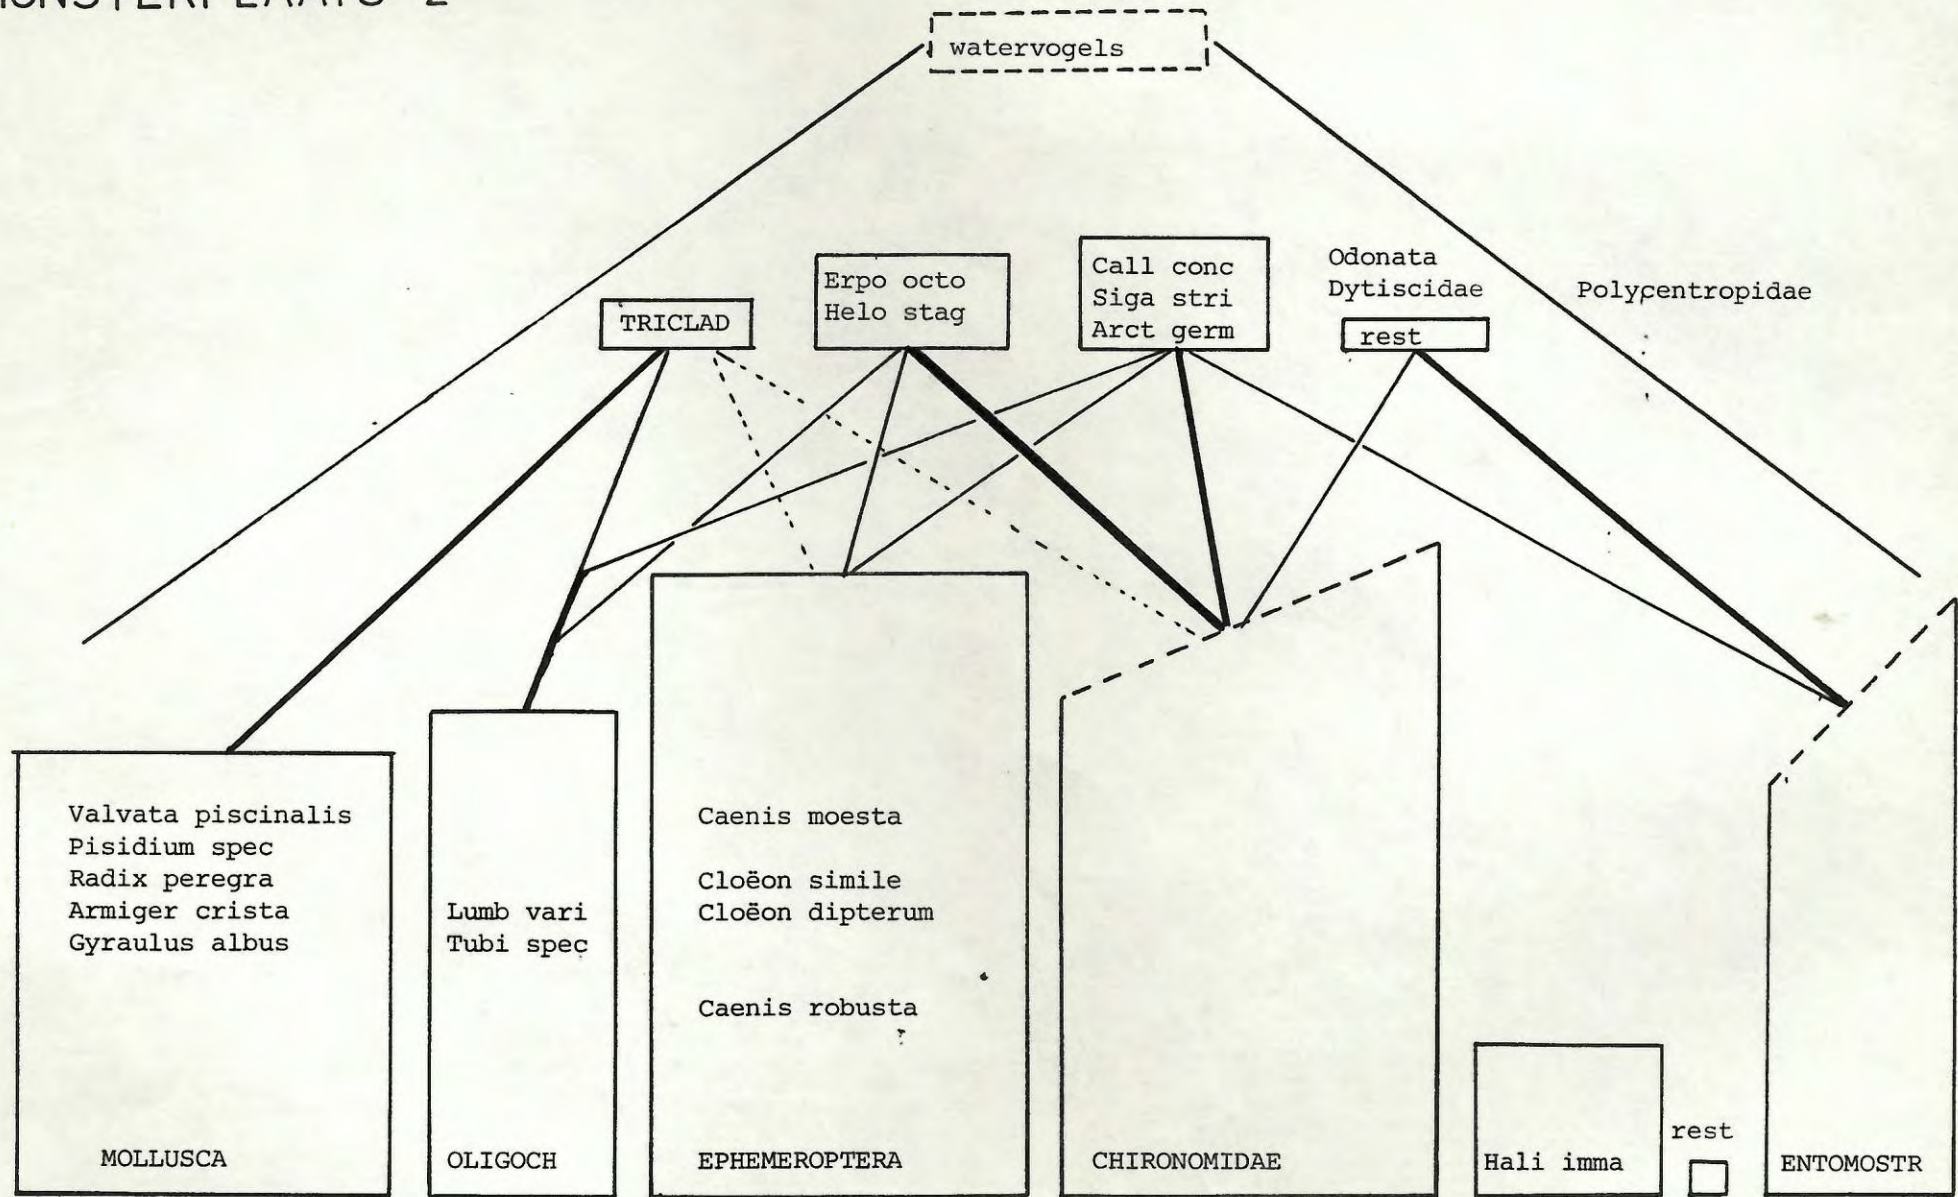 MONSTERPLAATS 2
watervogels
TRICLAD
Erpo octo
Helo stag
Call conc
Siga stri
Arct germ
Odonata
Dytiscidae
rest
Polycentropidae
Valvata piscinalis
Pisidium spec
Radix peregra
Armiger crista
Gyraulus albus
MOLLUSCA
Lumb vari
Tubi spec
OLIGOCH
Caenis moesta
Cloëon simile
Cloëon dipterum
Caenis robusta
EPHEMEROPTERA
CHIRONOMIDAE
Hali imma
rest
ENTOMOSTR